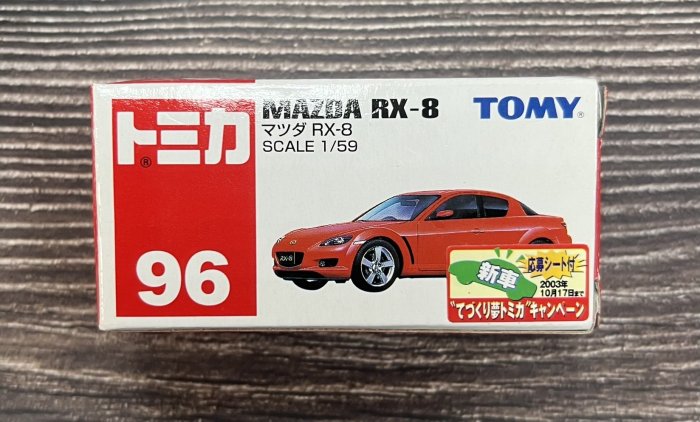 トミカ®
96
MAZDA RX-8
マツダ RX-8
SCALE 1/59
TOMY®
RX-8
新車
応募シート付
2003年
10月17日まで
"てづくり夢トミカ"キャンペーン